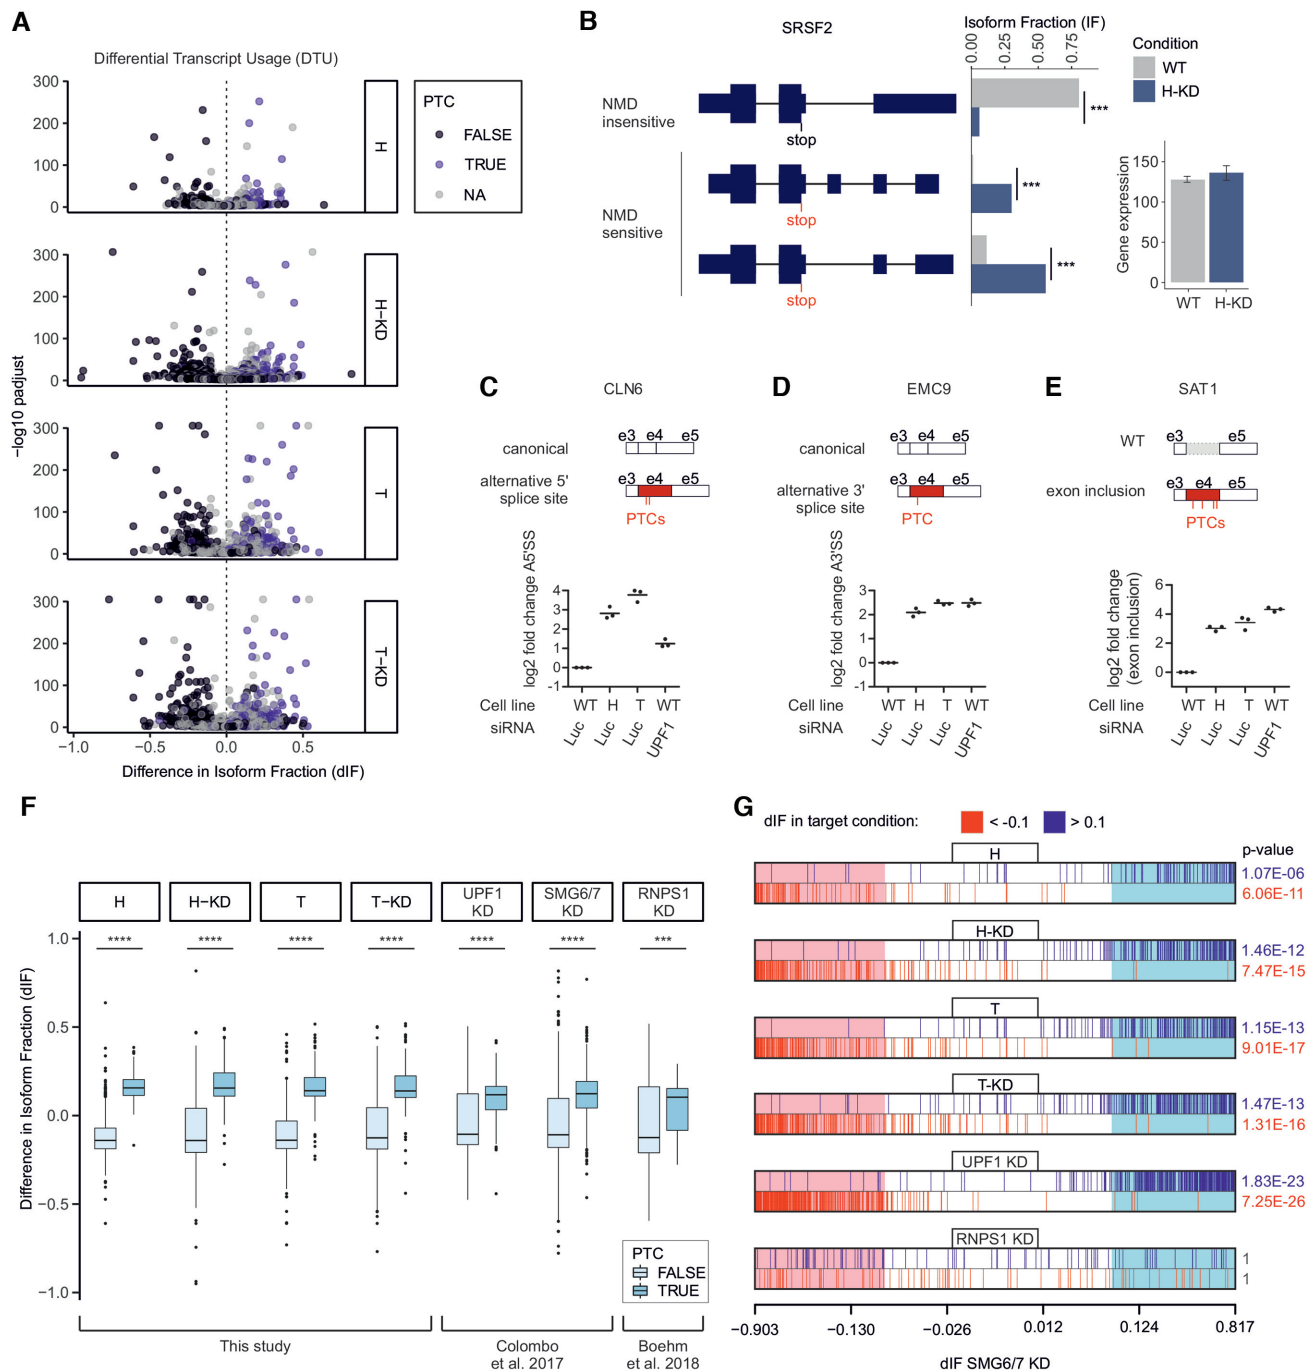 A
Differential Transcript Usage (DTU)
300
200
100
0
H
300
200
100
0
H-KD
300
200
100
0
T
300
200
100
0
T-KD
−log10 padjust
−1.0
−0.5
0.0
0.5
Difference in Isoform Fraction (dIF)
PTC
FALSE
TRUE
NA
B
SRSF2
Isoform Fraction (IF)
0.00
0.25
0.50
0.75
Condition
WT
H-KD
NMD
insensitive
stop
***
NMD
sensitive
stop
***
stop
***
Gene expression
150
100
50
0
WT
H-KD
C
CLN6
canonical
e3
e4
e5
alternative 5'
splice site
e3
e4
e5
PTCs
log2 fold change A5'SS
4
3
2
1
0
−1
Cell line
WT
H
T
WT
siRNA
Luc
Luc
Luc
UPF1
D
EMC9
canonical
e3
e4
e5
alternative 3'
splice site
e3
e4
e5
PTC
log2 fold change A3'SS
3
2
1
0
−1
Cell line
WT
H
T
WT
siRNA
Luc
Luc
Luc
UPF1
E
SAT1
WT
e3
e5
exon inclusion
e3
e4
e5
PTCs
log2 fold change
(exon inclusion)
6
4
2
0
Cell line
WT
H
T
WT
siRNA
Luc
Luc
Luc
UPF1
F
H
H−KD
T
T−KD
UPF1
KD
SMG6/7
KD
RNPS1
KD
****
****
****
****
****
****
***
Difference in Isoform Fraction (dIF)
1.0
0.5
0.0
−0.5
−1.0
PTC
FALSE
TRUE
This study
Colombo
et al. 2017
Boehm
et al. 2018
G
dIF in target condition:
< -0.1
> 0.1
p-value
H
1.07E-06
6.06E-11
H-KD
1.46E-12
7.47E-15
T
1.15E-13
9.01E-17
T-KD
1.47E-13
1.31E-16
UPF1 KD
1.83E-23
7.25E-26
RNPS1 KD
1
1
−0.903
−0.130
−0.026
0.012
0.124
0.817
dIF SMG6/7 KD